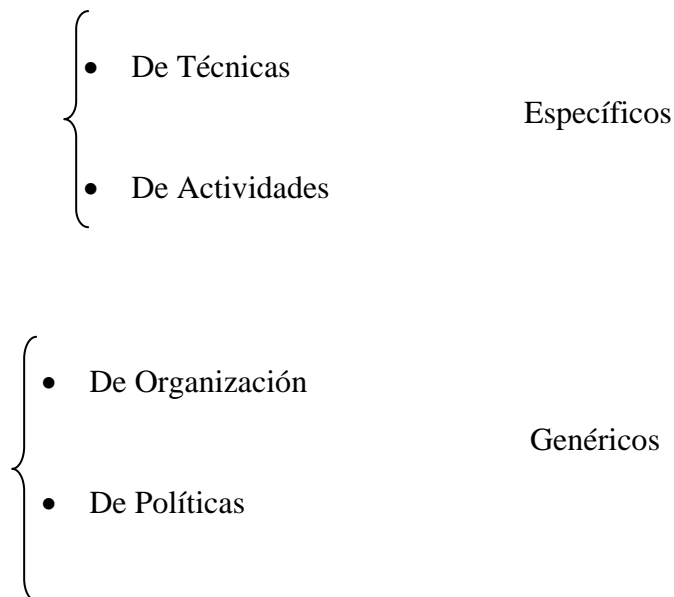 • De Técnicas
Específicos
• De Actividades
• De Organización
Genéricos
• De Políticas